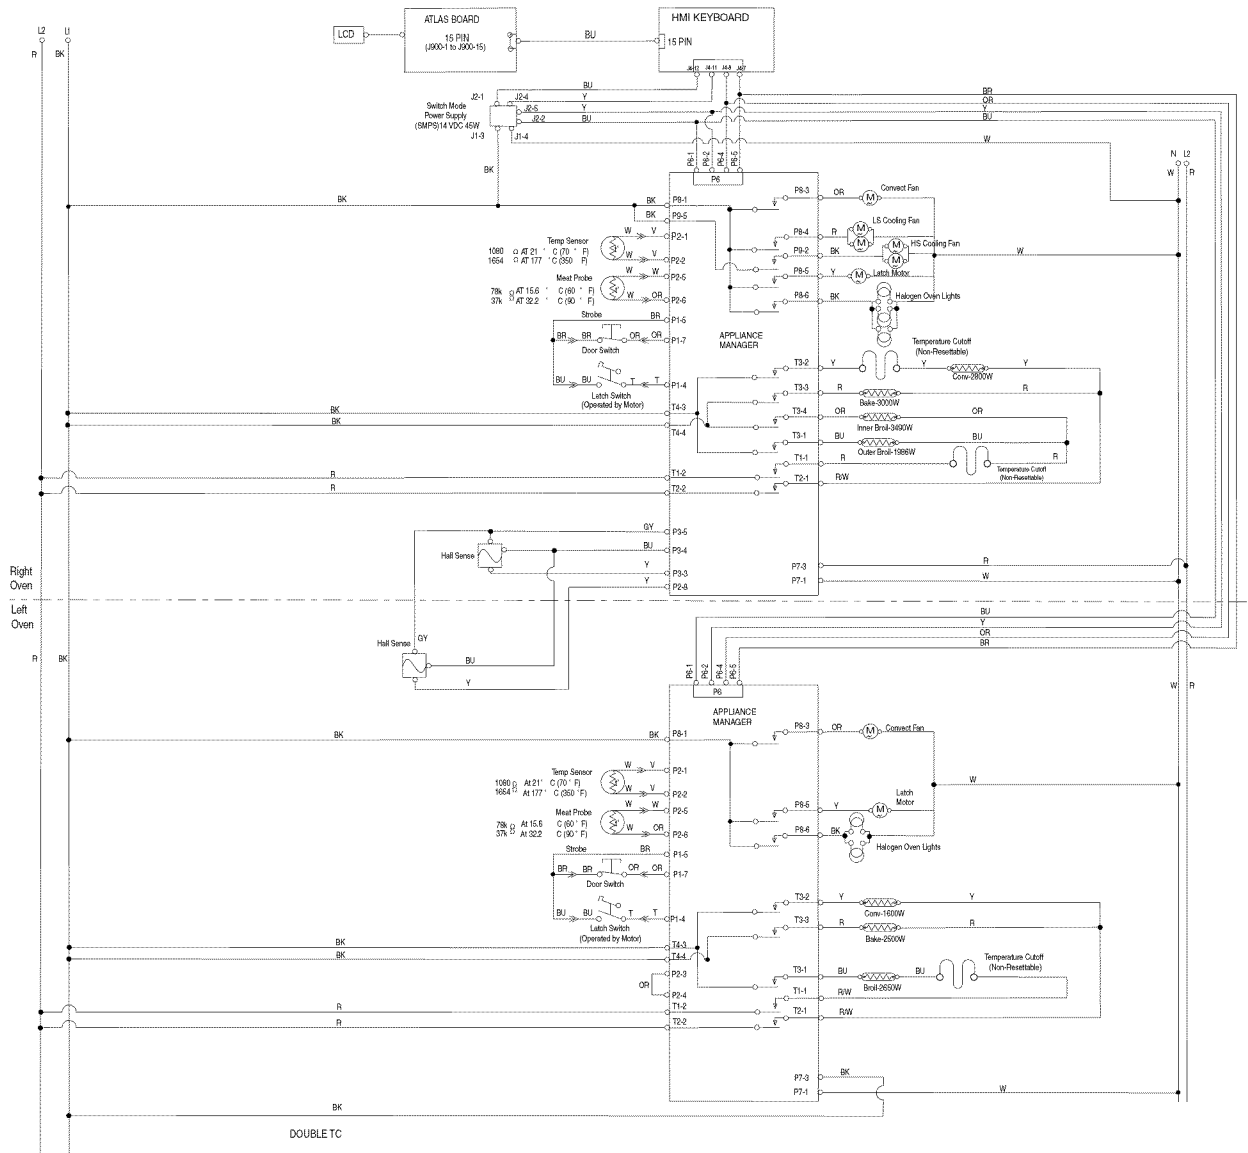 L2 L1
R BK
LCD
ATLAS BOARD
15 PIN
(J900-1 to J900-15)
BU
HMI KEYBOARD
15 PIN
J4-12 J4-11 J4-8 J4-7
J2-1 BU
J2-4 Y
Switch Mode
Power Supply
(SMPS)14 VDC 45W
J2-5 Y
J2-2 BU
J1-3 J1-4
BR
OR
Y
BU
W
BK
P6-1 P6-2 P6-4 P6-5
P6
N L2
W R
BK
BK P8-1
BK P9-5
P8-3 OR Convect Fan
P8-4 R LS Cooling Fan
P9-2 BK HS Cooling Fan
W
P8-5 Y Latch Motor
P8-6 BK Halogen Oven Lights
Temp Sensor
1080 Ω AT 21 ° C (70 ° F)
1654 Ω AT 177 ° C (350 F)
W V P2-1
W V P2-2
Meat Probe
78k Ω AT 15.6 C (60 ° F)
37k AT 32.2 C (90 ° F)
W W P2-5
W OR P2-6
Strobe BR P1-5
BR BR OR OR P1-7
Door Switch
BU BU T T P1-4
Latch Switch
(Operated by Motor)
APPLIANCE
MANAGER
BK T4-3
BK T4-4
R T1-2
R T2-2
Temperature Cutoff
(Non-Resettable)
T3-2 Y Y Y
Conv-2800W
T3-3 R R
Bake-3000W
T3-4 OR OR
Inner Broil-3490W
T3-1 BU BU
Outer Broil-1986W
T1-1 R R
Temperature Cutoff
(Non-Resettable)
T2-1 R/W
GY P3-5
Hall Sense
BU P3-4
Y P3-3
Y P2-8
P7-3 R
P7-1 W
Right
Oven
Left
Oven
R BK
Hall Sense
GY
BU
Y
BU
Y
OR
BR
P6-1 P6-2 P6-4 P6-5
P6
W R
APPLIANCE
MANAGER
BK BK P8-1
P8-3 OR Convect Fan
W
P8-5 Y Latch
Motor
P8-6 BK
Halogen Oven Lights
Temp Sensor
1080 Ω At 21° C (70 ° F)
1654 At 177 ° C (350 °F)
W V P2-1
W V P2-2
Meat Probe
78k Ω At 15.6 C (60 ° F)
37k At 32.2 C (90 ° F)
W W P2-5
W OR P2-6
Strobe BR P1-5
BR BR OR OR P1-7
Door Switch
BU BU T T P1-4
Latch Switch
(Operated by Motor)
BK T4-3
BK T4-4
P2-3
OR
P2-4
R T1-2
R T2-2
T3-2 Y Y
Conv-1600W
T3-3 R R
Bake-2500W
Temperature Cutoff
(Non-Resettable)
T3-1 BU BU
Broil-2650W
T1-1 R/W
T2-1 R/W
P7-3 BK
P7-1 W
BK
DOUBLE TC